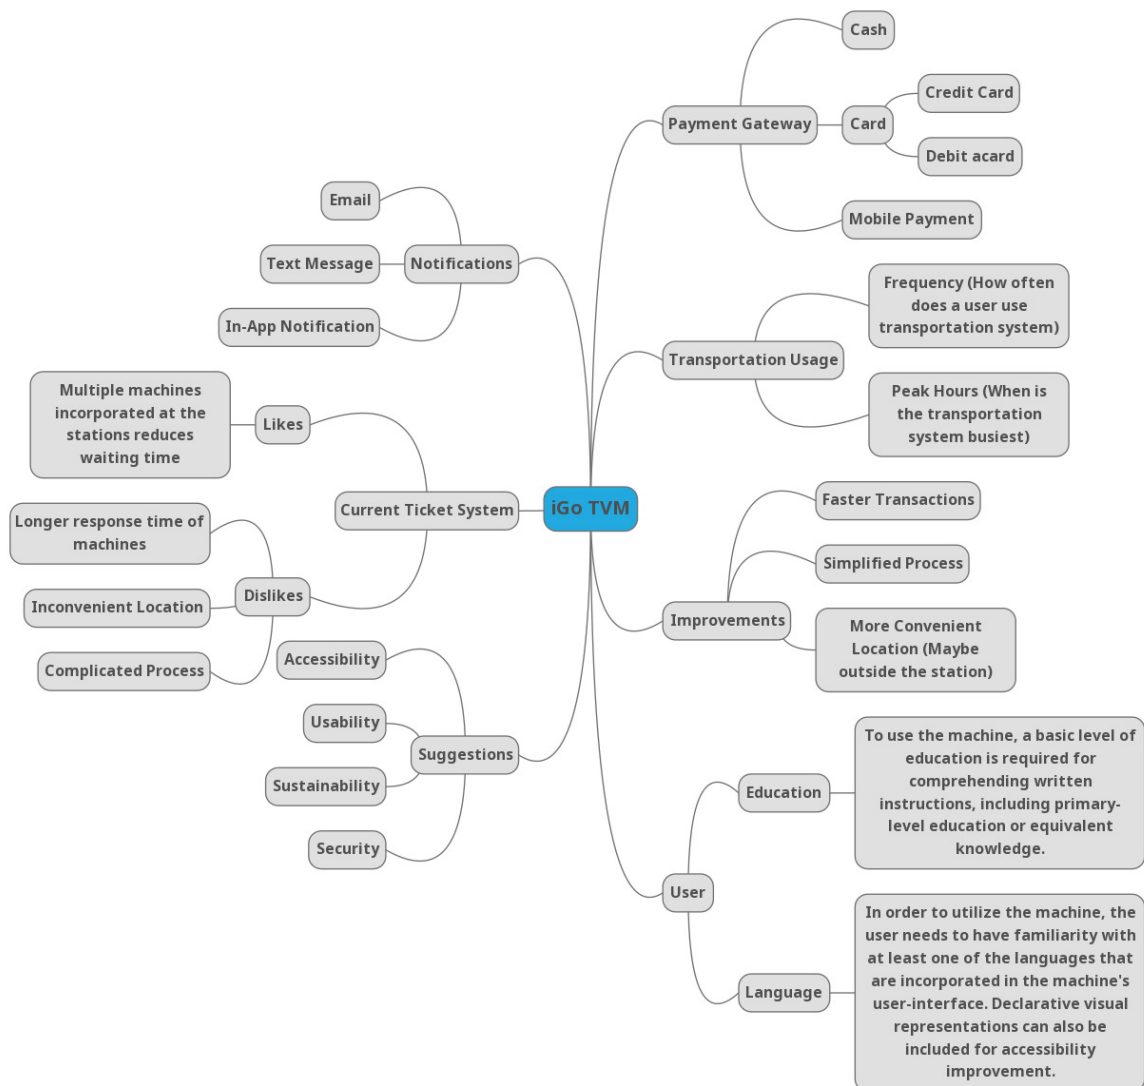 iGo TVM
Payment Gateway
Cash
Card
Credit Card
Debit acard
Mobile Payment
Transportation Usage
Frequency (How often
does a user use
transportation system)
Peak Hours (When is
the transportation
system busiest)
Improvements
Faster Transactions
Simplified Process
More Convenient
Location (Maybe
outside the station)
User
Education
To use the machine, a basic level of
education is required for
comprehending written
instructions, including primary-
level education or equivalent
knowledge.
Language
In order to utilize the machine, the
user needs to have familiarity with
at least one of the languages that
are incorporated in the machine's
user-interface. Declarative visual
representations can also be
included for accessibility
improvement.
Notifications
Email
Text Message
In-App Notification
Current Ticket System
Likes
Multiple machines
incorporated at the
stations reduces
waiting time
Dislikes
Longer response time of
machines
Inconvenient Location
Complicated Process
Suggestions
Accessibility
Usability
Sustainability
Security